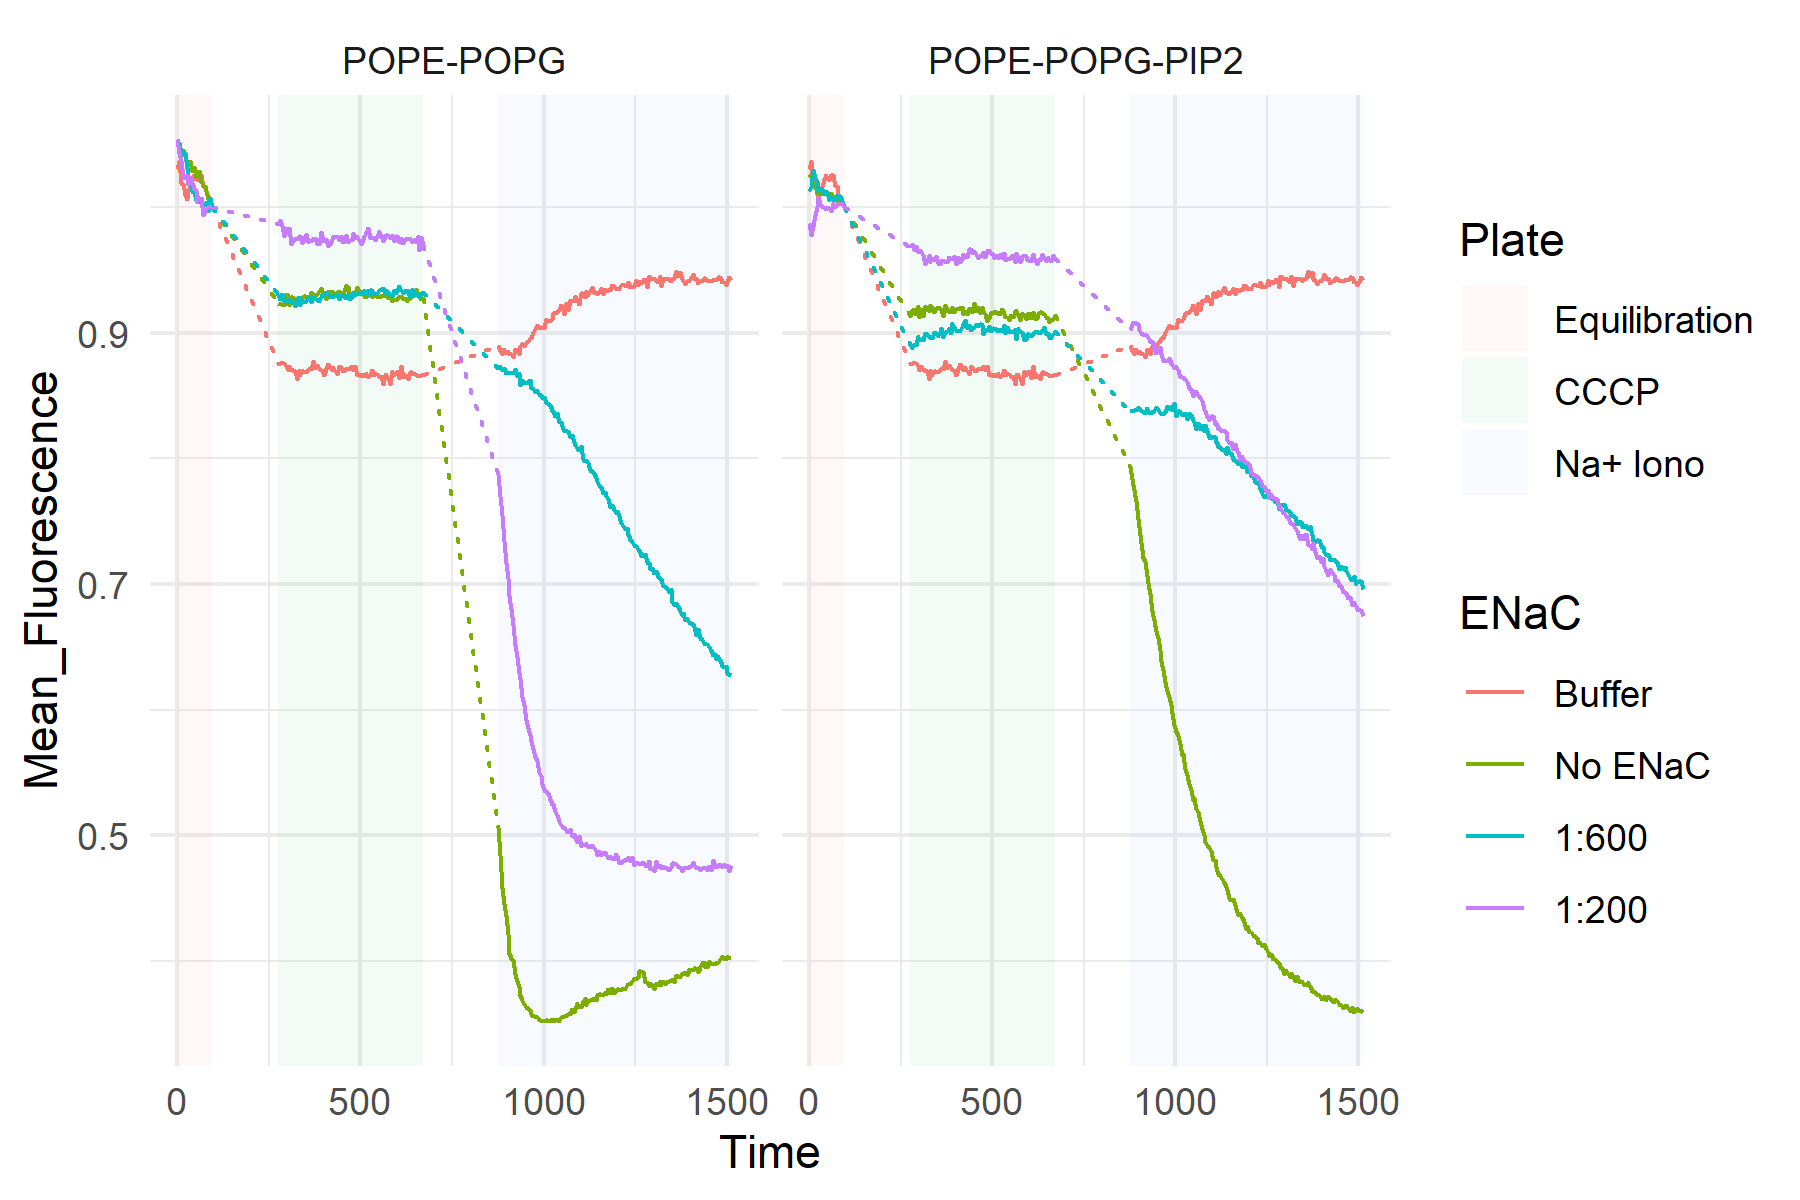 POPE-POPG
POPE-POPG-PIP2
Mean_Fluorescence
0.9
0.7
0.5
0
500
1000
1500
0
500
1000
1500
Time
Plate
Equilibration
CCCP
Na+ Iono
ENaC
Buffer
No ENaC
1:600
1:200